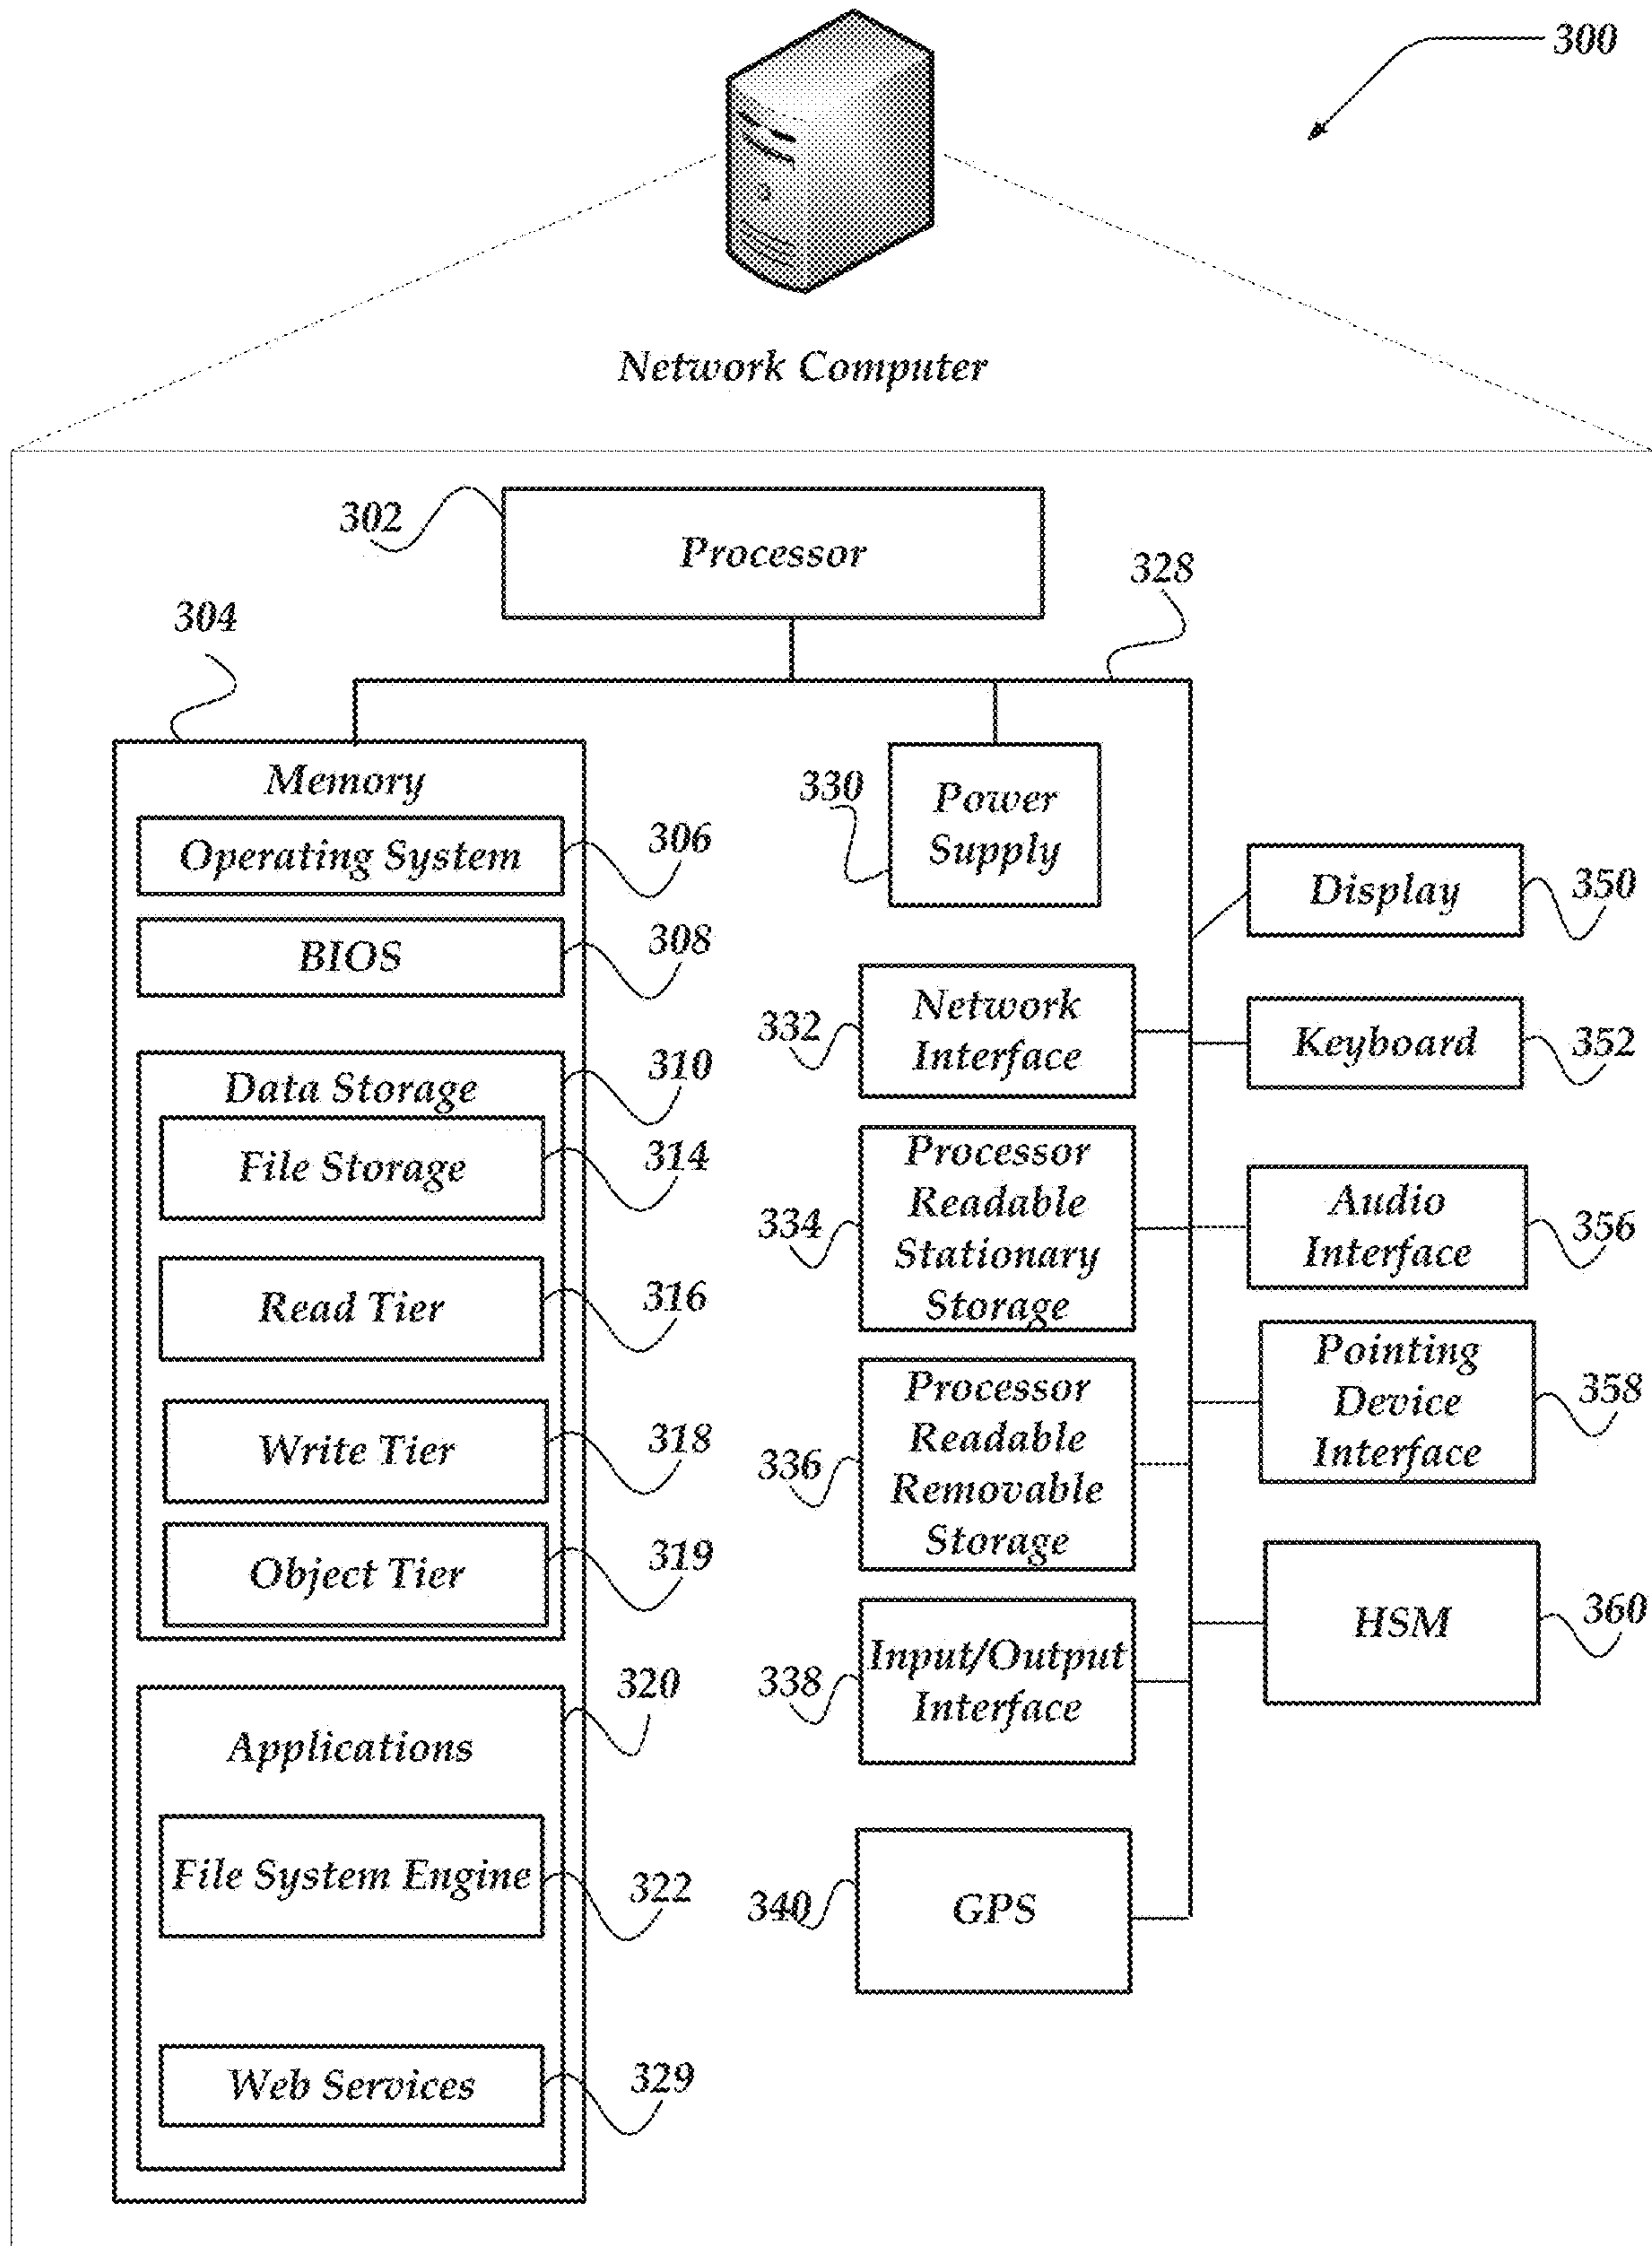 300
Network Computer
302
Processor
328
304
Memory
Operating System
306
BIOS
308
Data Storage
310
File Storage
314
Read Tier
316
Write Tier
318
Object Tier
319
Applications
320
File System Engine
322
Web Services
329
330
Power
Supply
332
Network
Interface
334
Processor
Readable
Stationary
Storage
336
Processor
Readable
Removable
Storage
338
Input/Output
Interface
340
GPS
Display
350
Keyboard
352
Audio
Interface
356
Pointing
Device
Interface
358
HSM
360